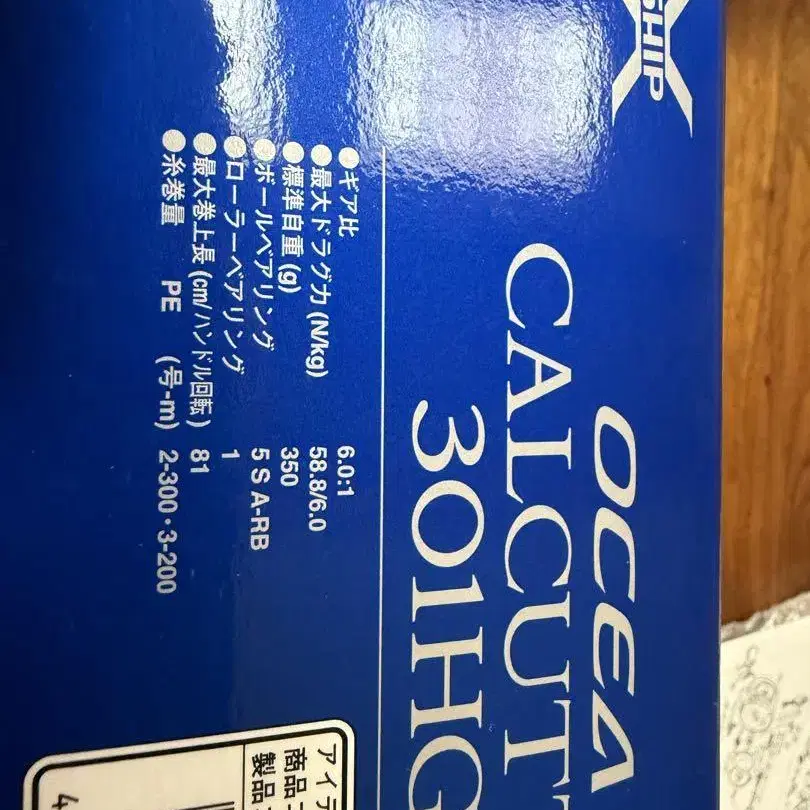 SHIP
OCEA
CALCUT
301HG
ギア比 6.0:1
最大ドラグ力 (N/kg) 58.8/6.0
標準自重 (g) 350
ボールベアリング 5 S A-RB
ローラーベアリング 1
最大巻上長 (cm/ハンドル回転) 81
糸巻量 PE (号-m) 2-300・3-200
アイテ
商品コ
製品コ
4